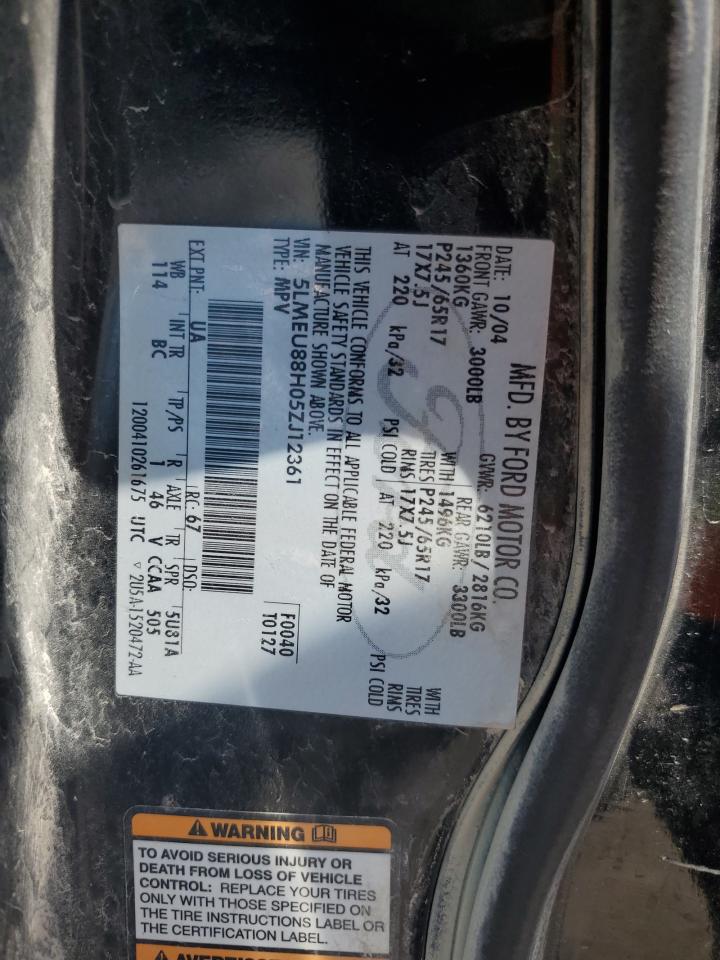 MFD. BY FORD MOTOR CO.
DATE: 10/04 GVWR: 6210LB / 2816KG
FRONT GAWR: 3000LB REAR GAWR: 3300LB
1360KG WITH 1496KG WITH
P245/65R17 TIRES P245/65R17 TIRES
17X7.5J RIMS 17X7.5J RIMS
AT 220 kPa/32 PSI COLD AT 220 kPa/32 PSI COLD
THIS VEHICLE CONFORMS TO ALL APPLICABLE FEDERAL MOTOR
VEHICLE SAFETY STANDARDS IN EFFECT ON THE DATE OF
MANUFACTURE SHOWN ABOVE.
VIN: 5LMEU88H05ZJ12361
TYPE: MPV
F0040
T0127
EXT PNT: UA RC: 67 DSO:
WB INT TR TP/PS R AXLE TR SPR 5U81A
114 BC 1 46 V CCAA 505
1200410261675 UTC ▽ 2U5A-1520472-AA
WARNING
TO AVOID SERIOUS INJURY OR
DEATH FROM LOSS OF VEHICLE
CONTROL: REPLACE YOUR TIRES
ONLY WITH THOSE SPECIFIED ON
THE TIRE INSTRUCTIONS LABEL OR
THE CERTIFICATION LABEL.